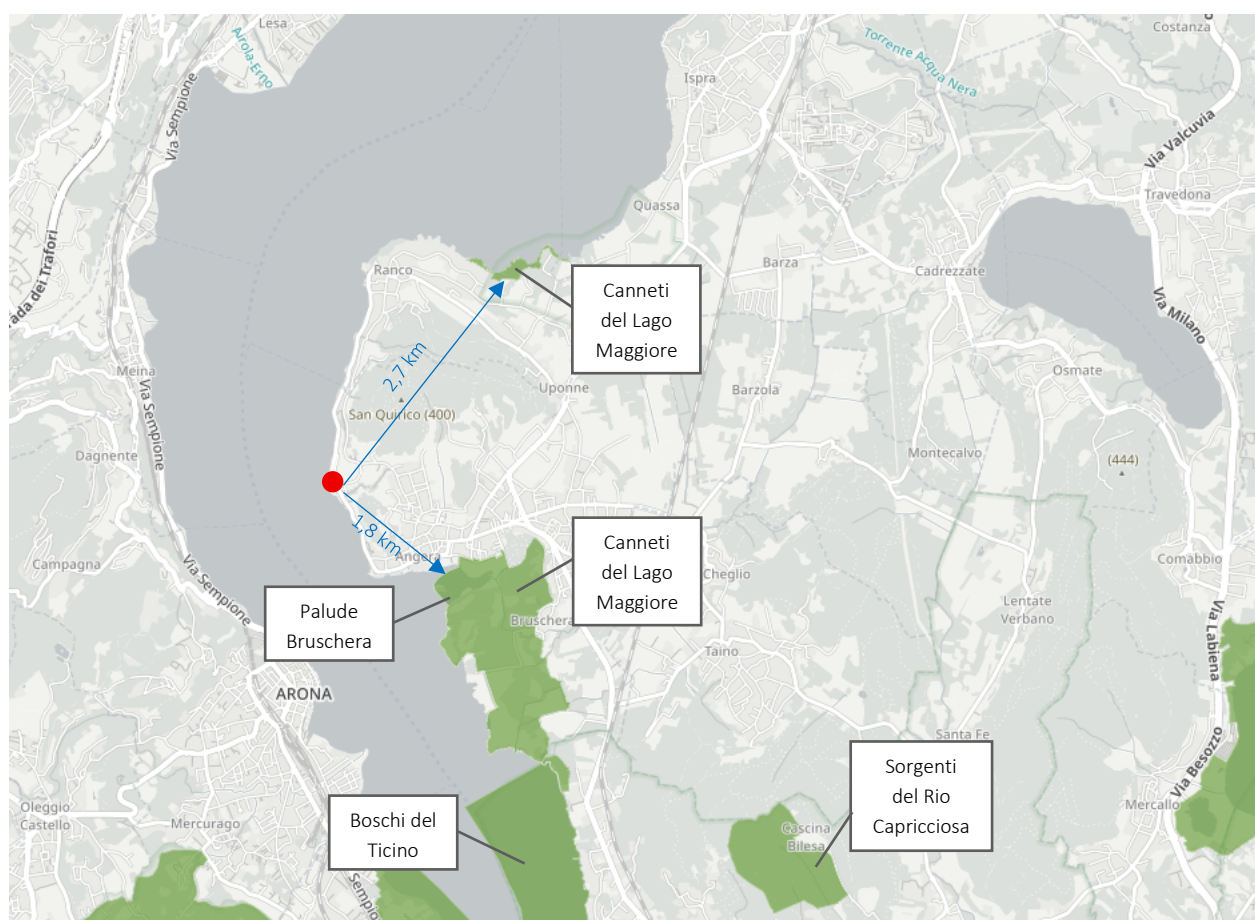 Lesa
Costanza
Airola-Erno
Torrente Acqua Nera
Via Sempione
Ispra
Via Valcuvia
Travedona
Quassa
Ranco
Barza
Cadrezzate
Canneti
del Lago
Maggiore
Via Milano
ada dei Trafori
2,7 km
Meina
Via Sempione
Uponne
Barzola
Osmate
San Quirico (400)
Dagnente
Montecalvo
(444)
1,8 km
Angera
Canneti
del Lago
Maggiore
Campagna
Via Sempione
Cheglio
Comabbio
Palude
Bruschera
Bruschera
Lentate
Verbano
Taino
Via Labiena
ARONA
Santa Fe
Sorgenti
del Rio
Capricciosa
Via Besozzo
Mercallo
Oleggio
Castello
Mercurago
Boschi del
Ticino
Cascina
Bilesa